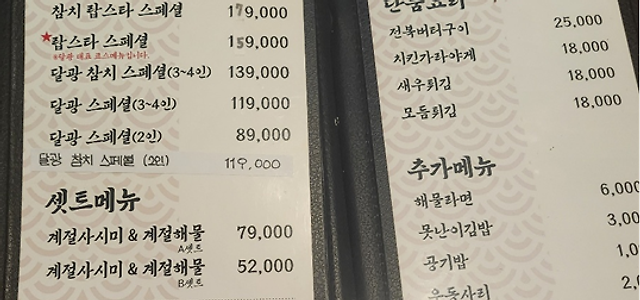 참치 랍스타 스페셜 179,000
★랍스타 스페셜 159,000
※달광 대표 코스메뉴입니다.
달광 참치 스페셜(3~4인) 139,000
달광 스페셜(3~4인) 119,000
달광 스페셜(2인) 89,000
달광 참치 스페셜 (2인) 119,000
셋트메뉴
계절사시미 & 계절해물 79,000
A셋트
계절사시미 & 계절해물 52,000
B셋트
단품요리
전복버터구이 25,000
치킨가라아게 18,000
새우튀김 18,000
모둠튀김 18,000
추가메뉴
해물라면 6,000
못난이김밥 3,00
공기밥 1,0
우동사리 2,0